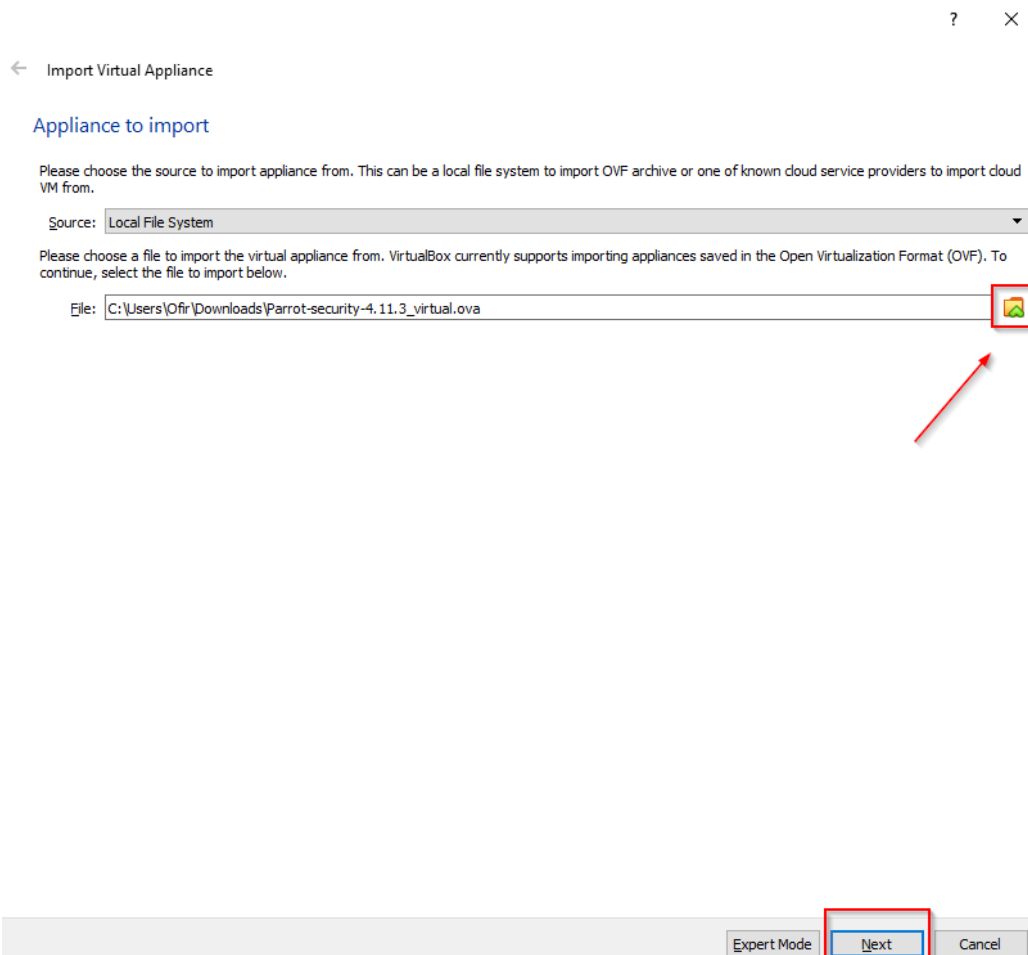 ?
Import Virtual Appliance
Appliance to import
Please choose the source to import appliance from. This can be a local file system to import OVF archive or one of known cloud service providers to import cloud
VM from.
Source: Local File System
Please choose a file to import the virtual appliance from. VirtualBox currently supports importing appliances saved in the Open Virtualization Format (OVF). To
continue, select the file to import below.
File: C:\Users\Ofir\Downloads\Parrot-security-4.11.3_virtual.ova
Expert Mode Next Cancel